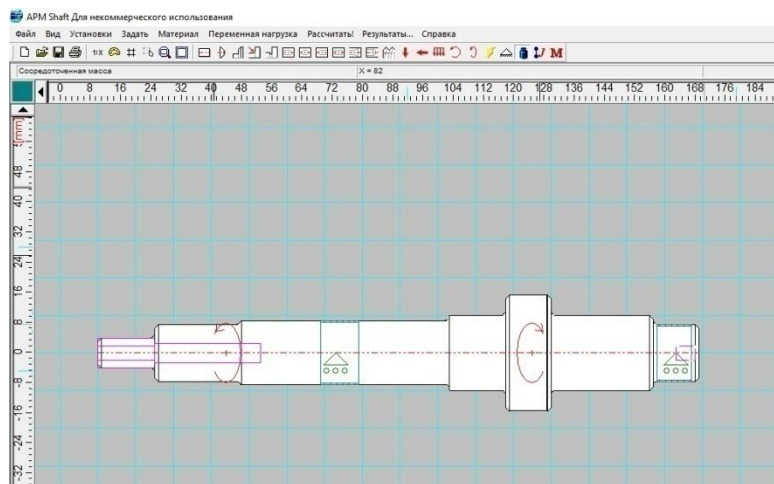 APM Shaft Для некоммерческого использования
Файл Вид Установки Задать Материал Переменная нагрузка Рассчитать! Результаты... Справка
Сосредоточенная масса X = 82
0 8 16 24 32 40 48 56 64 72 80 88 96 104 112 120 128 136 144 152 160 168 176 184
[mm]
48
40
32
24
16
8
0
-8
-16
-24
-32